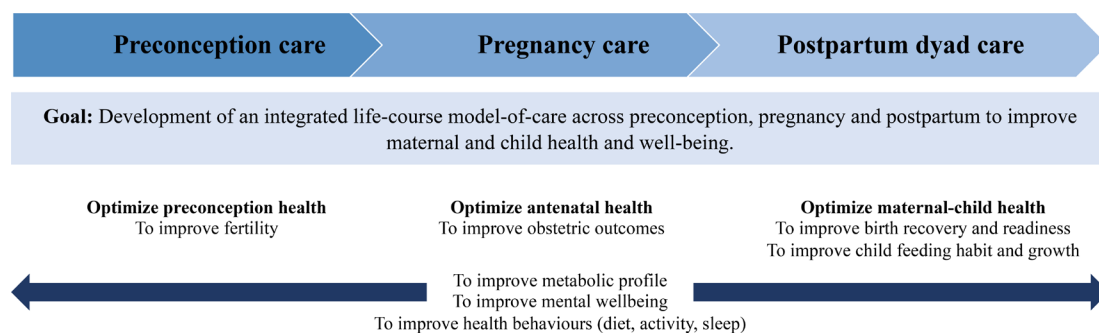 Preconception care
Pregnancy care
Postpartum dyad care
Goal: Development of an integrated life-course model-of-care across preconception, pregnancy and postpartum to improve
maternal and child health and well-being.
Optimize preconception health
To improve fertility
Optimize antenatal health
To improve obstetric outcomes
Optimize maternal-child health
To improve birth recovery and readiness
To improve child feeding habit and growth
To improve metabolic profile
To improve mental wellbeing
To improve health behaviours (diet, activity, sleep)